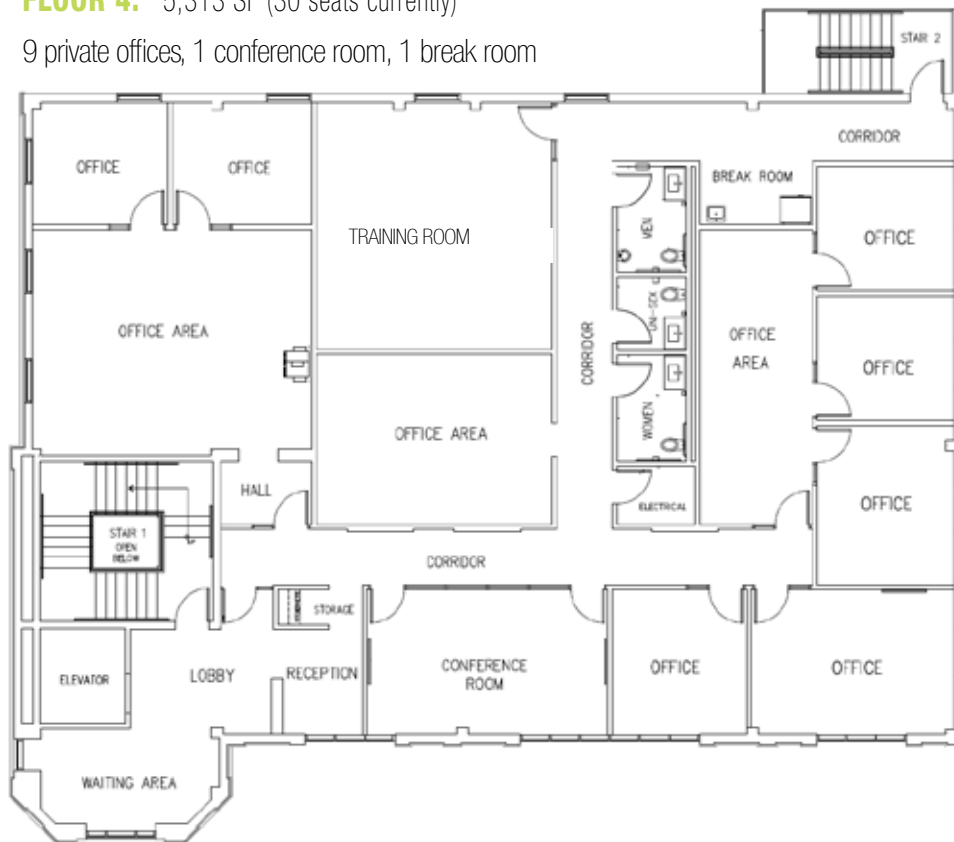 FLOOR 4: 5,313 SF (30 seats currently)
9 private offices, 1 conference room, 1 break room
STAIR 2
CORRIDOR
OFFICE
OFFICE
BREAK ROOM
TRAINING ROOM
MEN
OFFICE
UNI-SEX
OFFICE AREA
OFFICE
AREA
CORRIDOR
OFFICE
WOMEN
OFFICE AREA
HALL
ELECTRICAL
OFFICE
STAIR 1
OPEN
BELOW
CORRIDOR
STORAGE
ELEVATOR
LOBBY
RECEPTION
CONFERENCE
ROOM
OFFICE
OFFICE
WAITING AREA